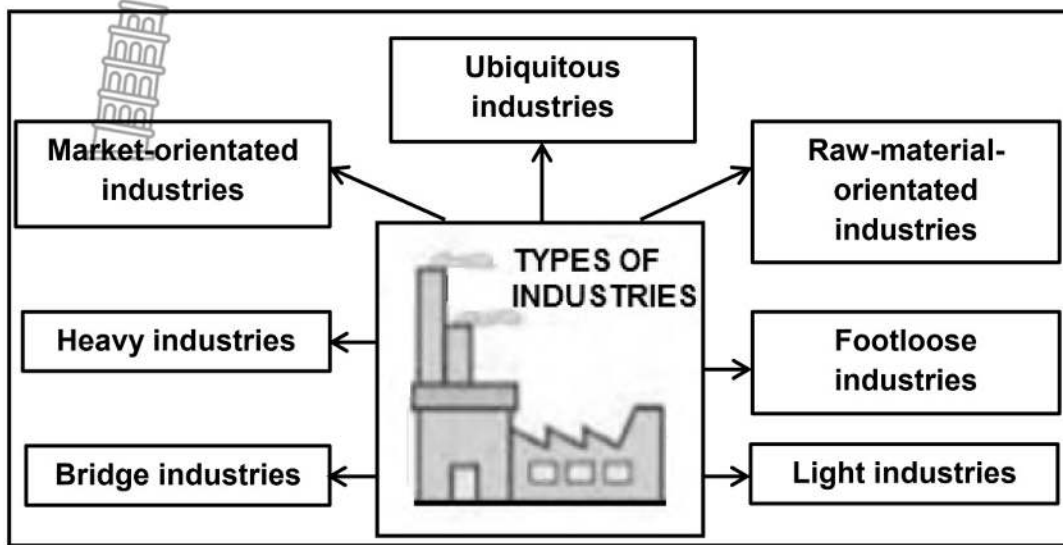 Ubiquitous
industries
Market-orientated
industries
Raw-material-
orientated
industries
TYPES OF
INDUSTRIES
Heavy industries
Footloose
industries
Bridge industries
Light industries